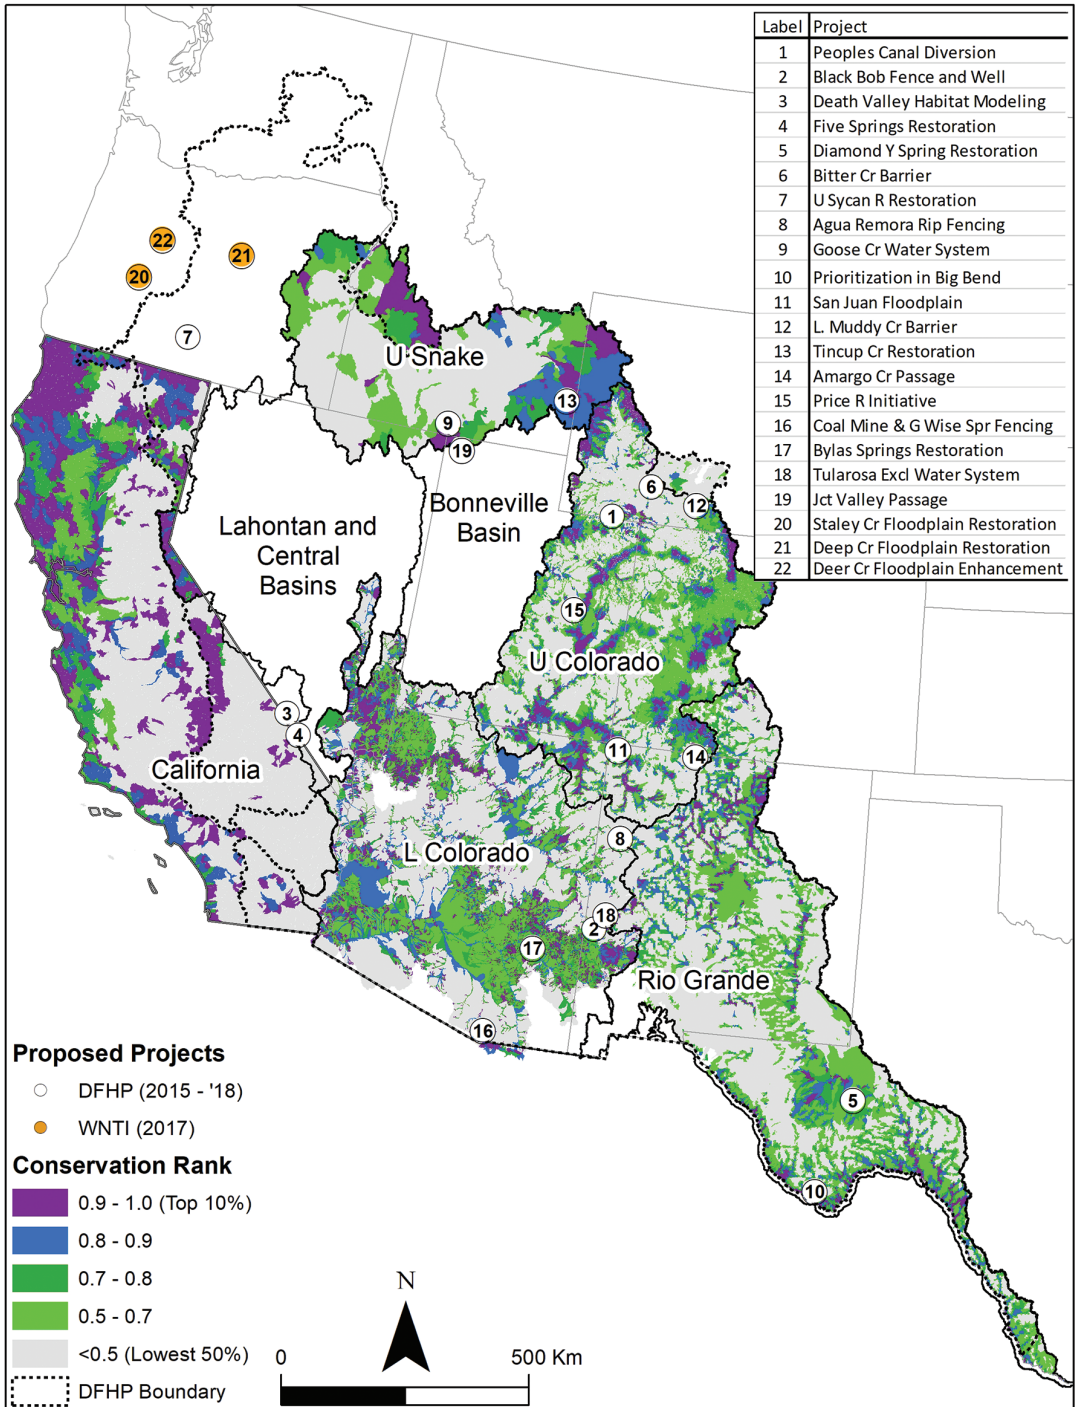 Label Project
1 Peoples Canal Diversion
2 Black Bob Fence and Well
3 Death Valley Habitat Modeling
4 Five Springs Restoration
5 Diamond Y Spring Restoration
6 Bitter Cr Barrier
7 U Sycan R Restoration
8 Agua Remora Rip Fencing
9 Goose Cr Water System
10 Prioritization in Big Bend
11 San Juan Floodplain
12 L. Muddy Cr Barrier
13 Tincup Cr Restoration
14 Amargo Cr Passage
15 Price R Initiative
16 Coal Mine & G Wise Spr Fencing
17 Bylas Springs Restoration
18 Tularosa Excl Water System
19 Jct Valley Passage
20 Staley Cr Floodplain Restoration
21 Deep Cr Floodplain Restoration
22 Deer Cr Floodplain Enhancement
22
21
20
7
U Snake
13
9
19
6
12
1
Bonneville
Basin
Lahontan and
Central
Basins
15
U Colorado
3
4
11
14
California
8
L Colorado
18
2
17
Rio Grande
16
5
10
Proposed Projects
DFHP (2015 - '18)
WNTI (2017)
Conservation Rank
0.9 - 1.0 (Top 10%)
0.8 - 0.9
0.7 - 0.8
0.5 - 0.7
<0.5 (Lowest 50%)
DFHP Boundary
N
0 500 Km